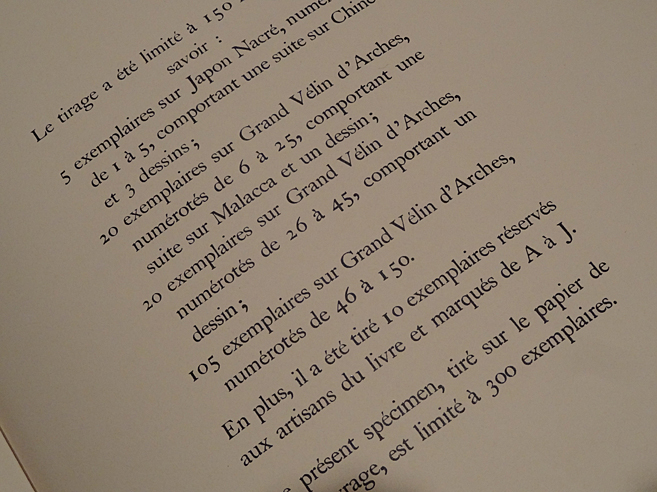 Le tirage a été limité à 150
savoir :
5 exemplaires sur Japon Nacré,
de 1 à 5, comportant une suite sur Chine
et 3 dessins ;
20 exemplaires sur Grand Vélin d'Arches,
numérotés de 6 à 25, comportant une
suite sur Malacca et un dessin ;
20 exemplaires sur Grand Vélin d'Arches,
numérotés de 26 à 45, comportant un
dessin ;
105 exemplaires sur Grand Vélin d'Arches,
numérotés de 46 à 150.
En plus, il a été tiré 10 exemplaires réservés
aux artisans du livre et marqués de A à J.
présent spécimen, tiré sur le papier de
est limité à 300 exemplaires.